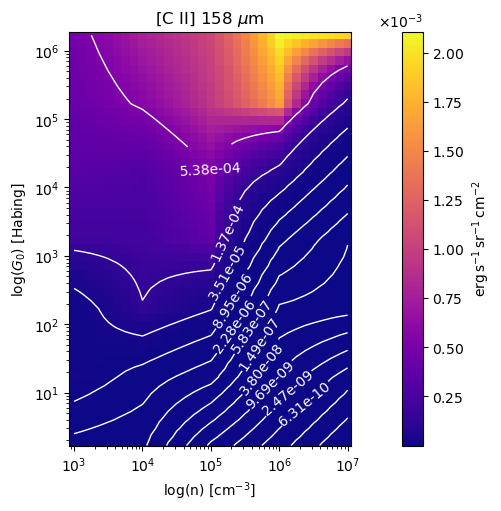 [C II] 158 μm
×10⁻³
log(G₀) [Habing]
10⁶
10⁵
10⁴
10³
10²
10¹
5.38e-04
1.37e-04
3.51e-05
8.95e-06
2.28e-06
5.83e-07
1.49e-07
3.80e-08
9.69e-09
2.47e-09
6.31e-10
10³ 10⁴ 10⁵ 10⁶ 10⁷
log(n) [cm⁻³]
2.00
1.75
1.50
1.25
1.00
0.75
0.50
0.25
erg s⁻¹ sr⁻¹ cm⁻²